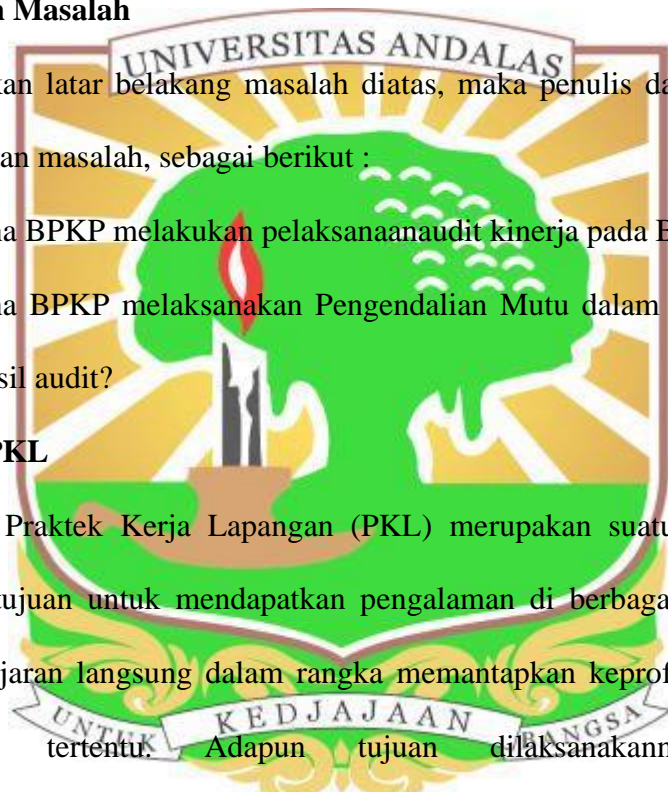 Masalah
UNIVERSITAS ANDALAS
kan latar belakang masalah diatas, maka penulis da
an masalah, sebagai berikut :
na BPKP melakukan pelaksanaanaudit kinerja pada B
na BPKP melaksanakan Pengendalian Mutu dalam
sil audit?
PKL
Praktek Kerja Lapangan (PKL) merupakan suatu
tujuan untuk mendapatkan pengalaman di berbaga
jaran langsung dalam rangka memantapkan keprof
UNTUK KEDJAJAAN BANGSA
tertentu. Adapun tujuan dilaksanakann